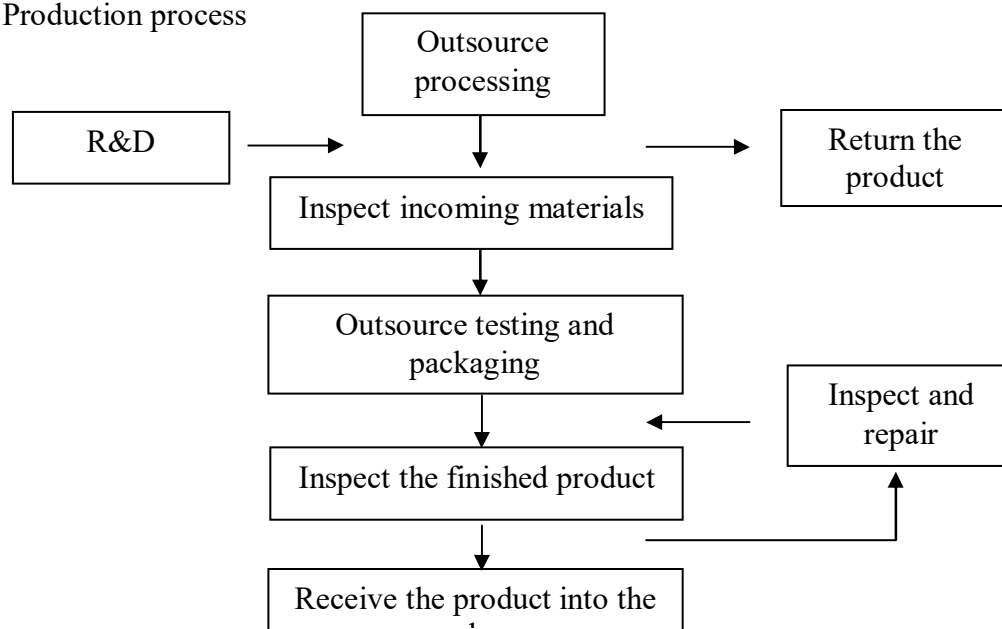 Production process
Outsource
processing
R&D
Return the
product
Inspect incoming materials
Outsource testing and
packaging
Inspect and
repair
Inspect the finished product
Receive the product into the